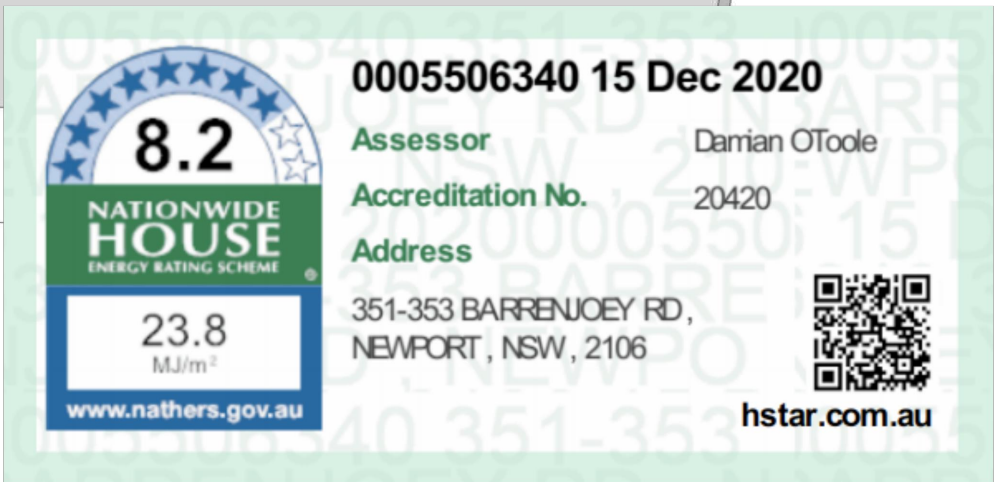 0005506340 15 Dec 2020
8.2
NATIONWIDE
HOUSE
ENERGY RATING SCHEME ®
23.8
MJ/m²
www.nathers.gov.au
Assessor Damian OToole
Accreditation No. 20420
Address
351-353 BARRENJOEY RD ,
NEWPORT , NSW , 2106
hstar.com.au